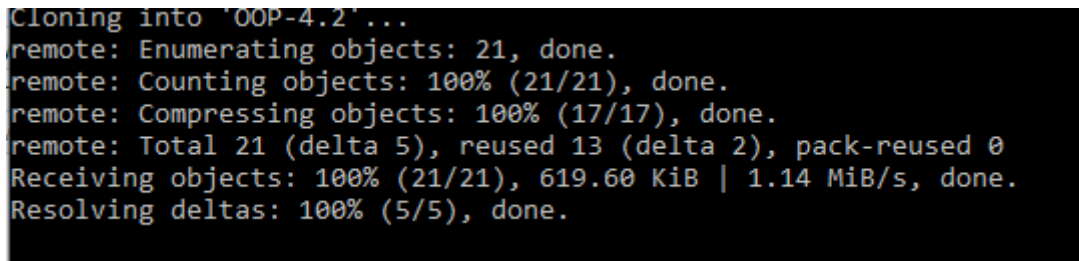 Cloning into 'OOP-4.2'...
remote: Enumerating objects: 21, done.
remote: Counting objects: 100% (21/21), done.
remote: Compressing objects: 100% (17/17), done.
remote: Total 21 (delta 5), reused 13 (delta 2), pack-reused 0
Receiving objects: 100% (21/21), 619.60 KiB | 1.14 MiB/s, done.
Resolving deltas: 100% (5/5), done.